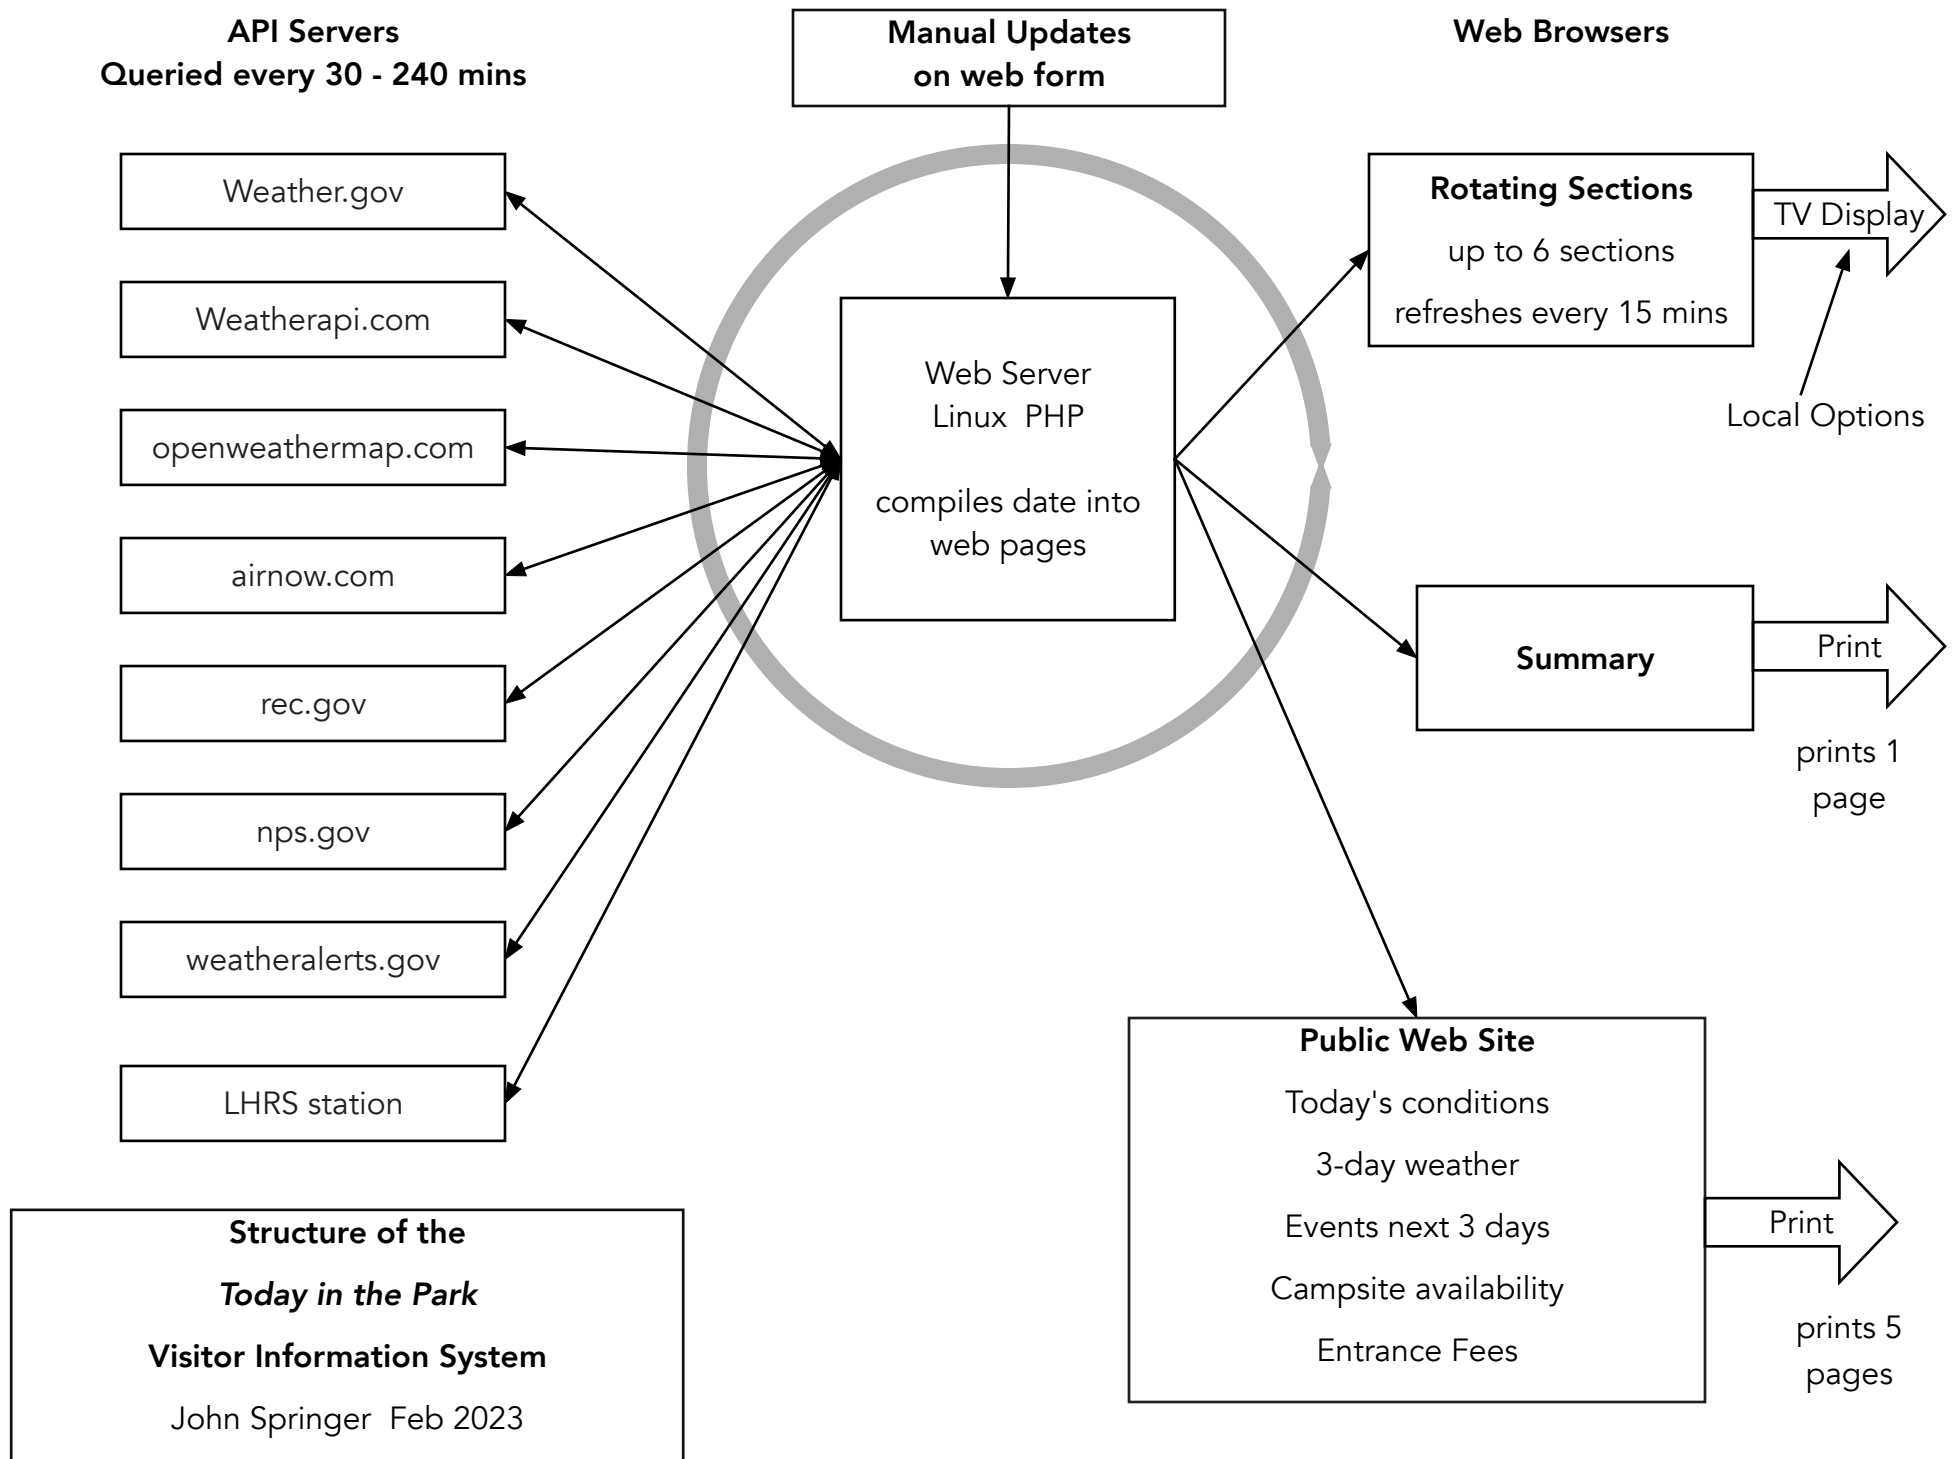 API Servers
Queried every 30 - 240 mins
Weather.gov
Weatherapi.com
openweathermap.com
airnow.com
rec.gov
nps.gov
weatheralerts.gov
LHRS station
Structure of the
Today in the Park
Visitor Information System
John Springer  Feb 2023
Manual Updates
on web form
Web Server
Linux  PHP
compiles date into
web pages
Web Browsers
Rotating Sections
up to 6 sections
refreshes every 15 mins
TV Display
Local Options
Summary
Print
prints 1
page
Public Web Site
Today's conditions
3-day weather
Events next 3 days
Campsite availability
Entrance Fees
Print
prints 5
pages